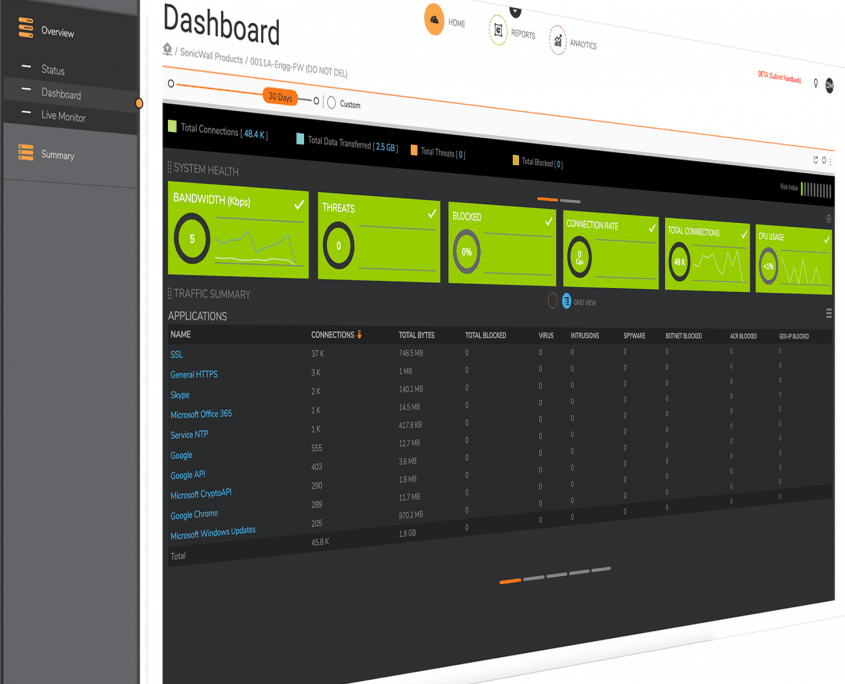 Overview
Status
Dashboard
Live Monitor
Summary
Dashboard
HOME
REPORTS
ANALYTICS
/ SonicWall Products / 0011A-Engg-FW (DO NOT DEL)
BETA (Submit Feedback)
DM
30 Days
Custom
Total Connections [ 48.4 K ]
Total Data Transferred [ 2.5 GB ]
Total Threats [ 0 ]
Total Blocked [ 0 ]
Risk Index
SYSTEM HEALTH
BANDWIDTH (Kbps)
5
THREATS
0
BLOCKED
0%
CONNECTION RATE
0
Cps
TOTAL CONNECTIONS
48 K
CPU USAGE
<1%
TRAFFIC SUMMARY
GRID VIEW
APPLICATIONS
NAME CONNECTIONS TOTAL BYTES TOTAL BLOCKED VIRUS INTRUSIONS SPYWARE BOTNET BLOCKED ACR BLOCKED GEO-IP BLOCKED
SSL 37 K 746.5 MB 0 0 0 0 0 0 0
General HTTPS 3 K 1 MB 0 0 0 0 0 0 0
Skype 2 K 140.1 MB 0 0 0 0 0 0 0
Microsoft Office 365 1 K 14.5 MB 0 0 0 0 0 0 0
Service NTP 1 K 417.8 KB 0 0 0 0 0 0 0
Google 555 12.7 MB 0 0 0 0 0 0 0
Google API 403 3.6 MB 0 0 0 0 0 0 0
Microsoft CryptoAPI 290 1.8 MB 0 0 0 0 0 0 0
Google Chrome 289 11.7 MB 0 0 0 0 0 0 0
Microsoft Windows Updates 205 970.2 MB 0 0 0 0 0 0 0
Total 45.8 K 1.9 GB